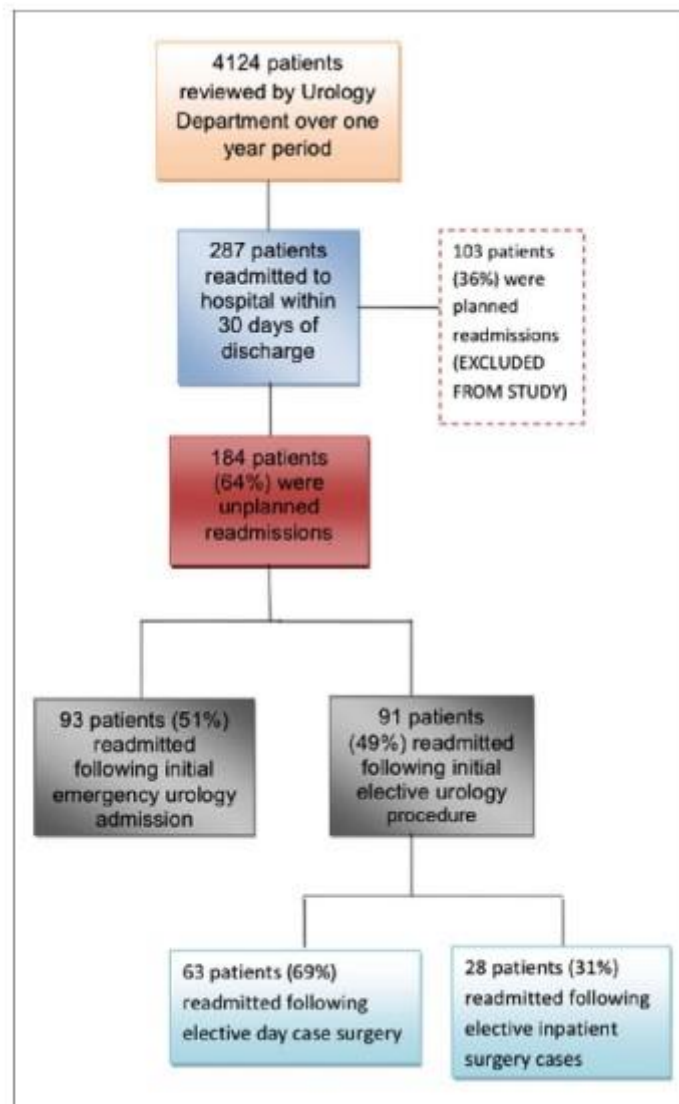 4124 patients
reviewed by Urology
Department over one
year period
287 patients
readmitted to
hospital within
30 days of
discharge
103 patients
(36%) were
planned
readmissions
(EXCLUDED
FROM STUDY)
184 patients
(64%) were
unplanned
readmissions
93 patients (51%)
readmitted
following initial
emergency urology
admission
91 patients
(49%) readmitted
following initial
elective urology
procedure
63 patients (69%)
readmitted following
elective day case surgery
28 patients (31%)
readmitted following
elective inpatient
surgery cases